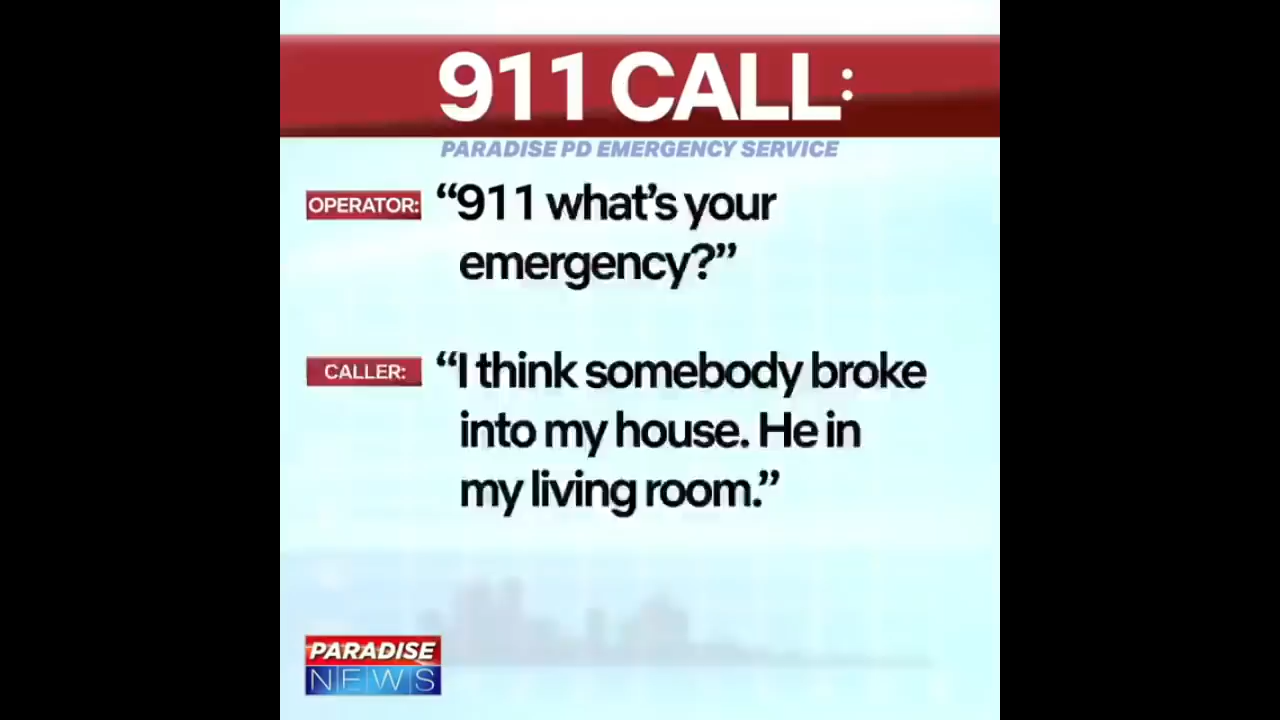 911 CALL:
PARADISE PD EMERGENCY SERVICE
OPERATOR: “911 what’s your
emergency?”
CALLER: “I think somebody broke
into my house. He in
my living room.”
PARADISE
NEWS